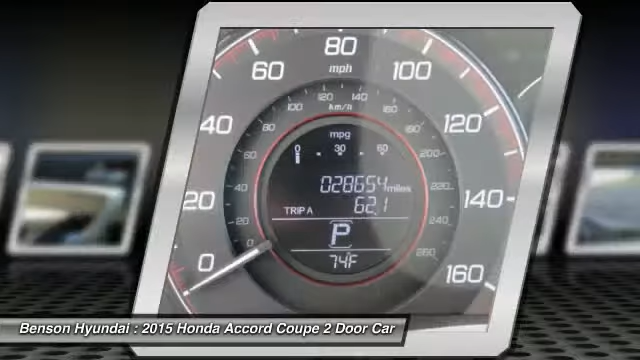 80
mph
60
100
40
120
20
140
0
160
km/h
0
20
40
60
80
100
120
140
160
180
200
220
240
260
mpg
0 30 60
028654 miles
TRIP A 62.1
P
74F
Benson Hyundai : 2015 Honda Accord Coupe 2 Door Car